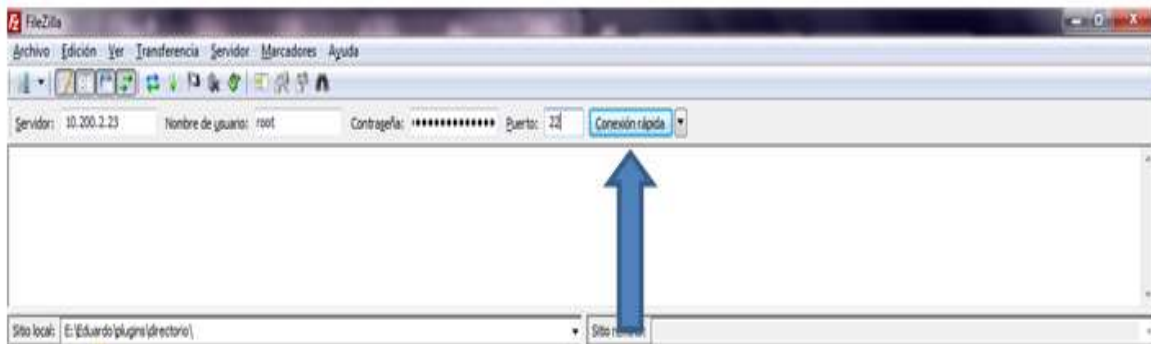 FileZilla
Archivo Edición Ver Transferencia Servidor Marcadores Ayuda
Servidor: 10.200.2.23 Nombre de usuario: root Contraseña: •••••••••••••• Puerto: 22 Conexión rápida
Sitio local: E:\Eduardo\plugins\directorio\ Sitio